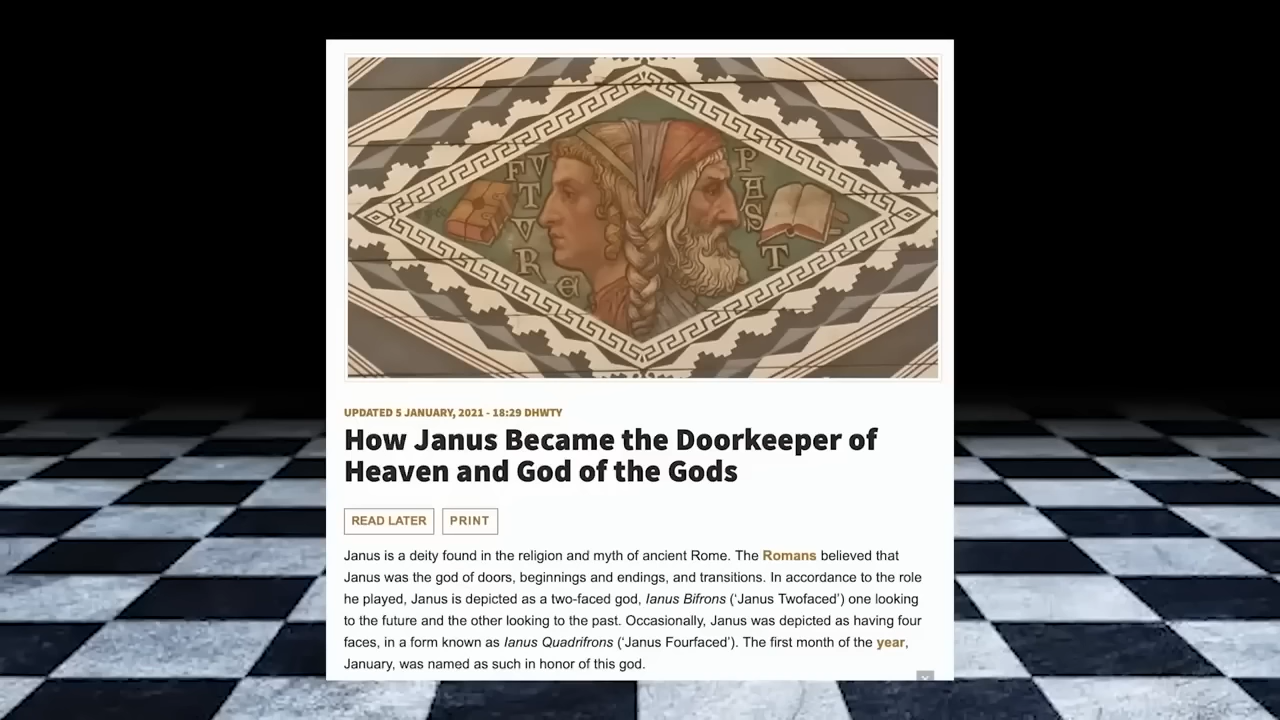 FVTVRE
PAST
UPDATED 5 JANUARY, 2021 - 18:29 DHWTY
How Janus Became the Doorkeeper of
Heaven and God of the Gods
READ LATER
PRINT
Janus is a deity found in the religion and myth of ancient Rome. The Romans believed that
Janus was the god of doors, beginnings and endings, and transitions. In accordance to the role
he played, Janus is depicted as a two-faced god, Ianus Bifrons (‘Janus Twofaced’) one looking
to the future and the other looking to the past. Occasionally, Janus was depicted as having four
faces, in a form known as Ianus Quadrifrons (‘Janus Fourfaced’). The first month of the year,
January, was named as such in honor of this god.